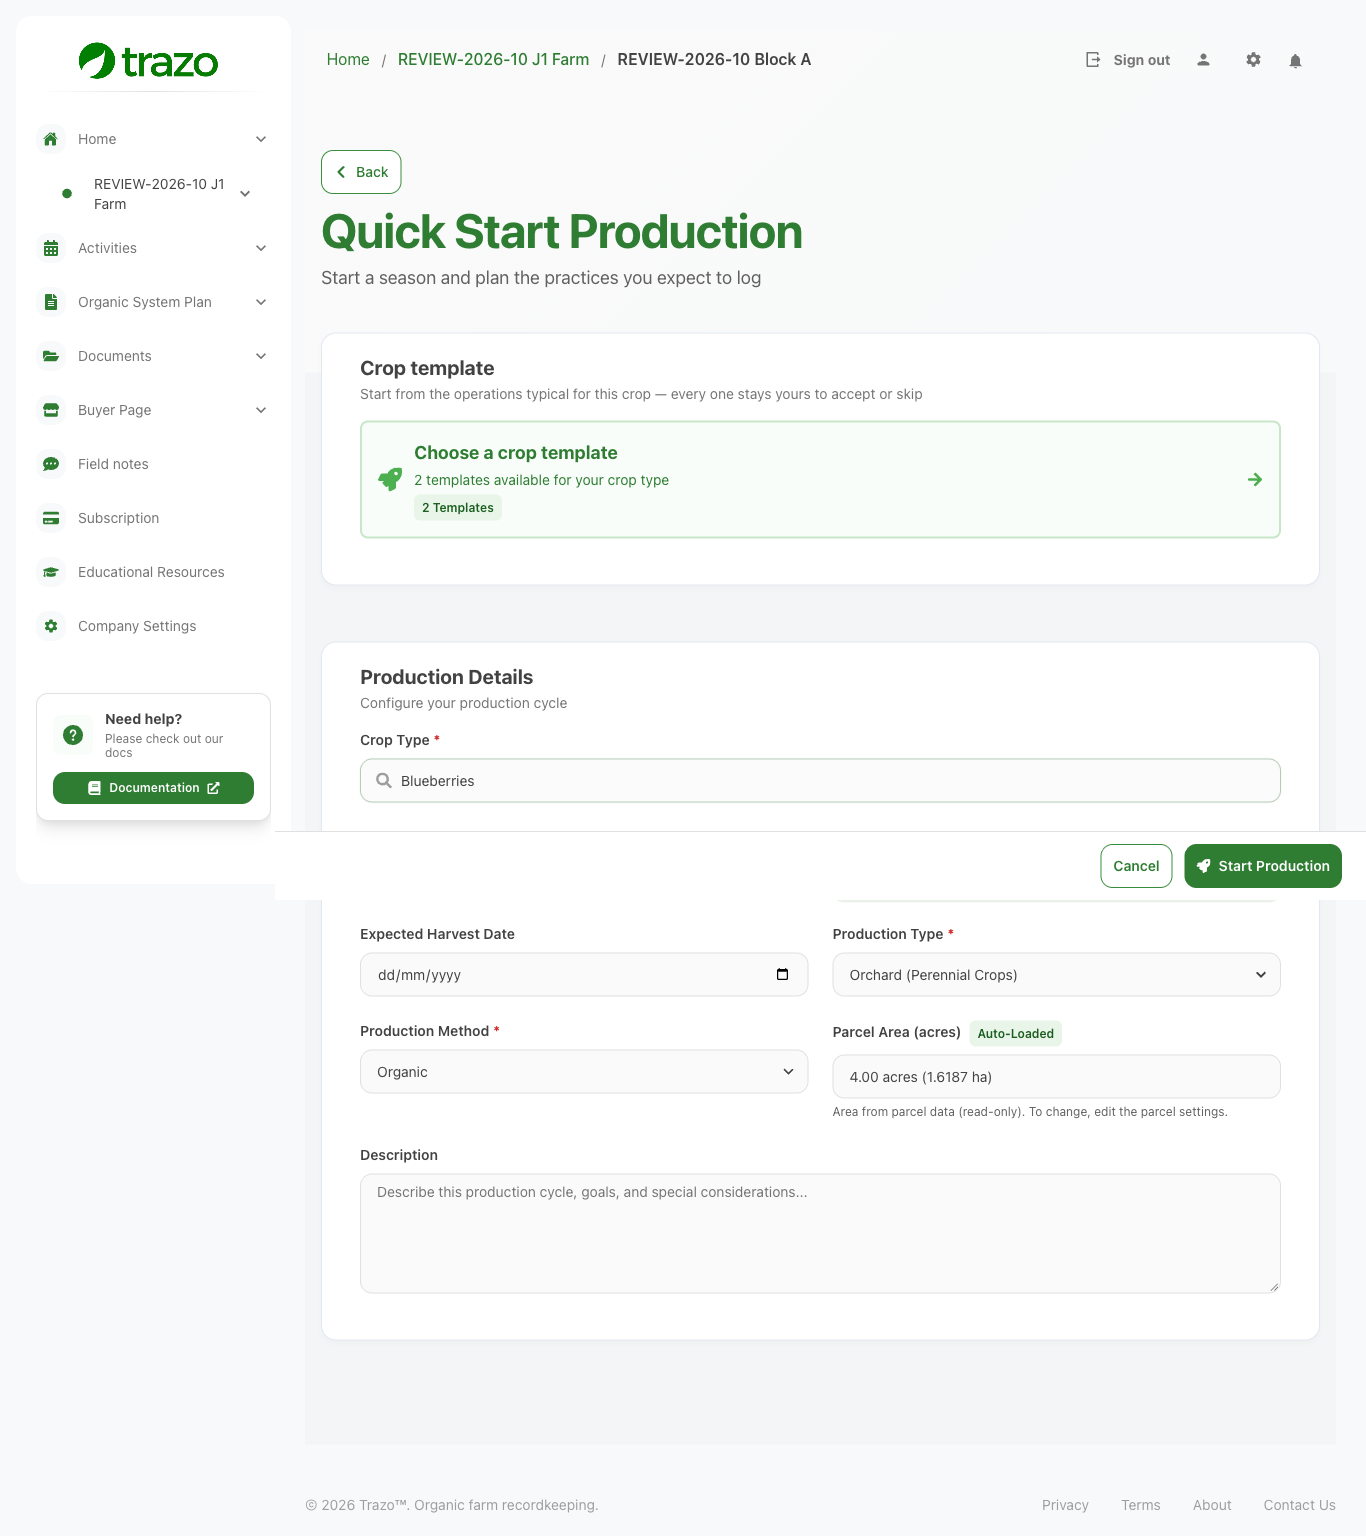 trazo
Home / REVIEW-2026-10 J1 Farm / REVIEW-2026-10 Block A
Sign out
Home
REVIEW-2026-10 J1
Farm
Activities
Organic System Plan
Documents
Buyer Page
Field notes
Subscription
Educational Resources
Company Settings
Need help?
Please check out our
docs
Documentation
Back
Quick Start Production
Start a season and plan the practices you expect to log
Crop template
Start from the operations typical for this crop — every one stays yours to accept or skip
Choose a crop template
2 templates available for your crop type
2 Templates
Production Details
Configure your production cycle
Crop Type *
Blueberries
Cancel
Start Production
Expected Harvest Date
dd/mm/yyyy
Production Type *
Orchard (Perennial Crops)
Production Method *
Organic
Parcel Area (acres) Auto-Loaded
4.00 acres (1.6187 ha)
Area from parcel data (read-only). To change, edit the parcel settings.
Description
Describe this production cycle, goals, and special considerations...
© 2026 Trazo™. Organic farm recordkeeping.
Privacy Terms About Contact Us